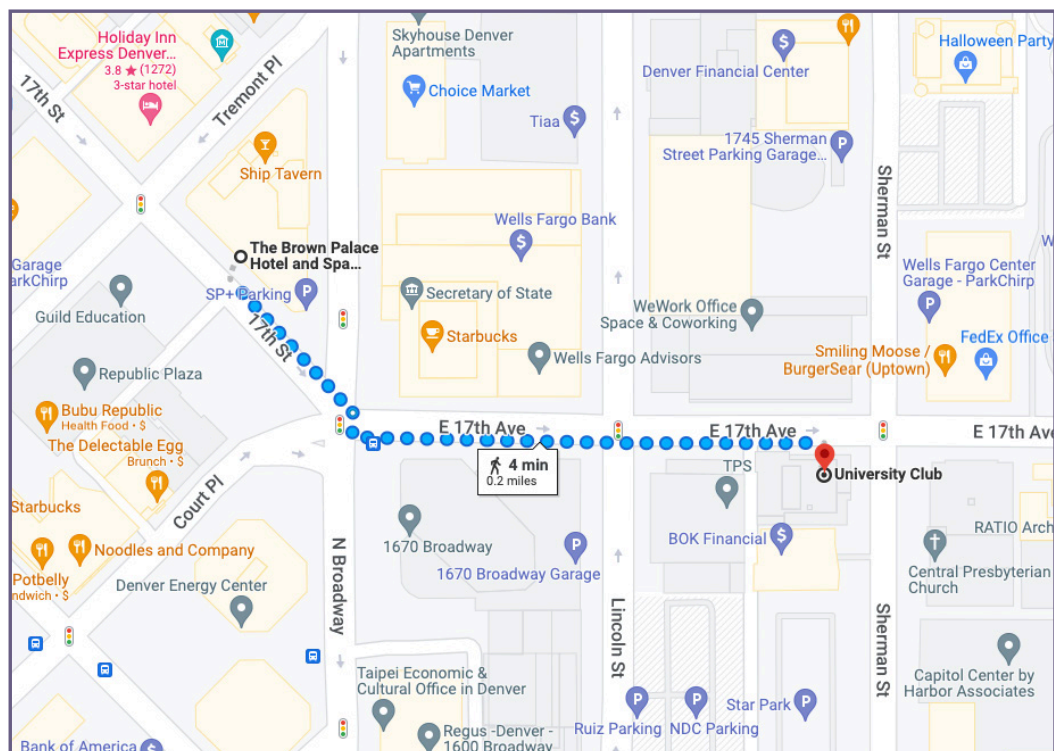 Holiday Inn
Express Denver...
3.8 ★ (1272)
3-star hotel
17th St
Tremont Pl
Skyhouse Denver
Apartments
Choice Market
Tiaa
Denver Financial Center
Halloween Party
1745 Sherman
Street Parking Garage...
Sherman St
Ship Tavern
Wells Fargo Bank
The Brown Palace
Hotel and Spa...
Garage
arkChirp
SP+ Parking
Guild Education
17th St
Secretary of State
Starbucks
WeWork Office
Space & Coworking
Wells Fargo Center
Garage - ParkChirp
FedEx Office
Wells Fargo Advisors
Smiling Moose /
BurgerSear (Uptown)
Republic Plaza
Bubu Republic
Health Food • $
The Delectable Egg
Brunch • $
E 17th Ave
E 17th Ave
E 17th Ave
4 min
0.2 miles
TPS
University Club
Starbucks
Court Pl
Noodles and Company
Potbelly
ndwich • $
Denver Energy Center
N Broadway
1670 Broadway
1670 Broadway Garage
BOK Financial
RATIO Arch
Central Presbyterian
Church
Lincoln St
Sherman St
Taipei Economic &
Cultural Office in Denver
Regus -Denver -
1600 Broadway
Ruiz Parking
NDC Parking
Star Park
Capitol Center by
Harbor Associates
Bank of America